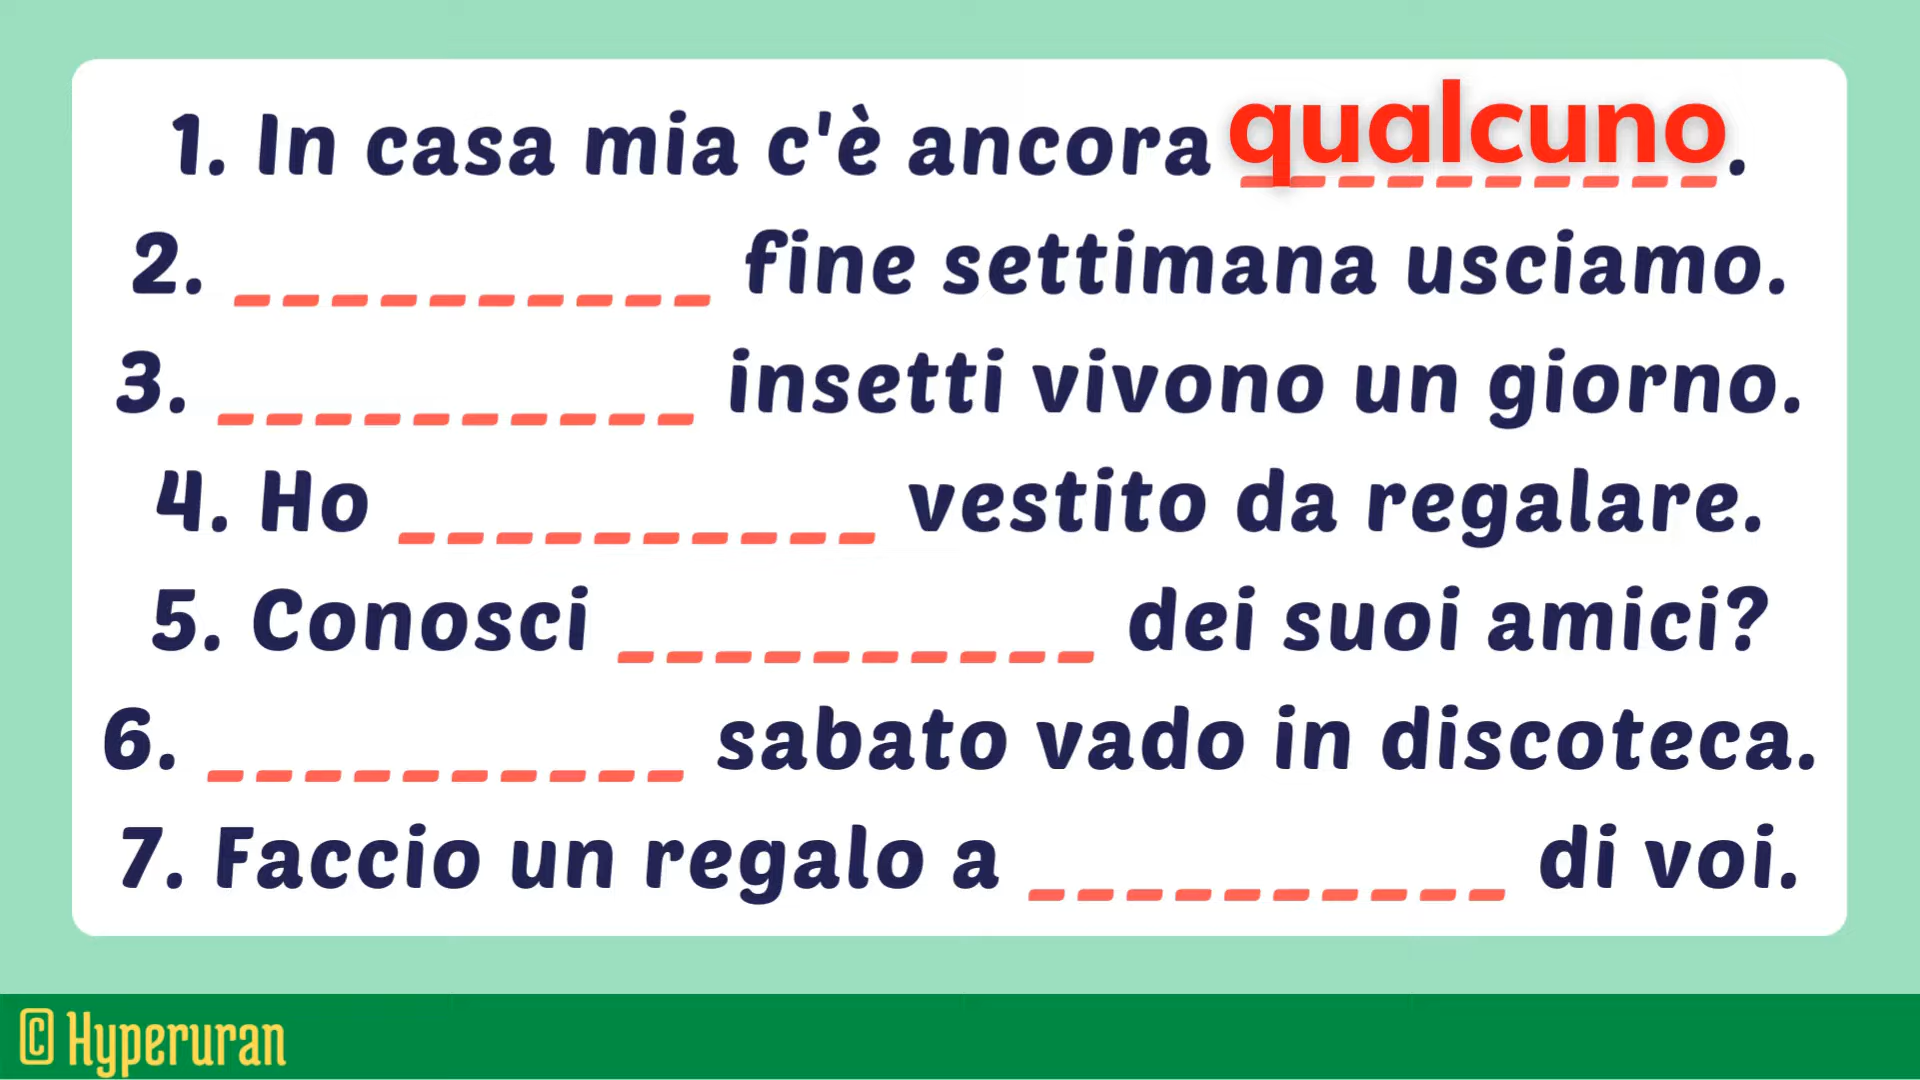 1. In casa mia c'è ancora qualcuno.
2. __________ fine settimana usciamo.
3. __________ insetti vivono un giorno.
4. Ho __________ vestito da regalare.
5. Conosci __________ dei suoi amici?
6. __________ sabato vado in discoteca.
7. Faccio un regalo a __________ di voi.
© Hyperuran